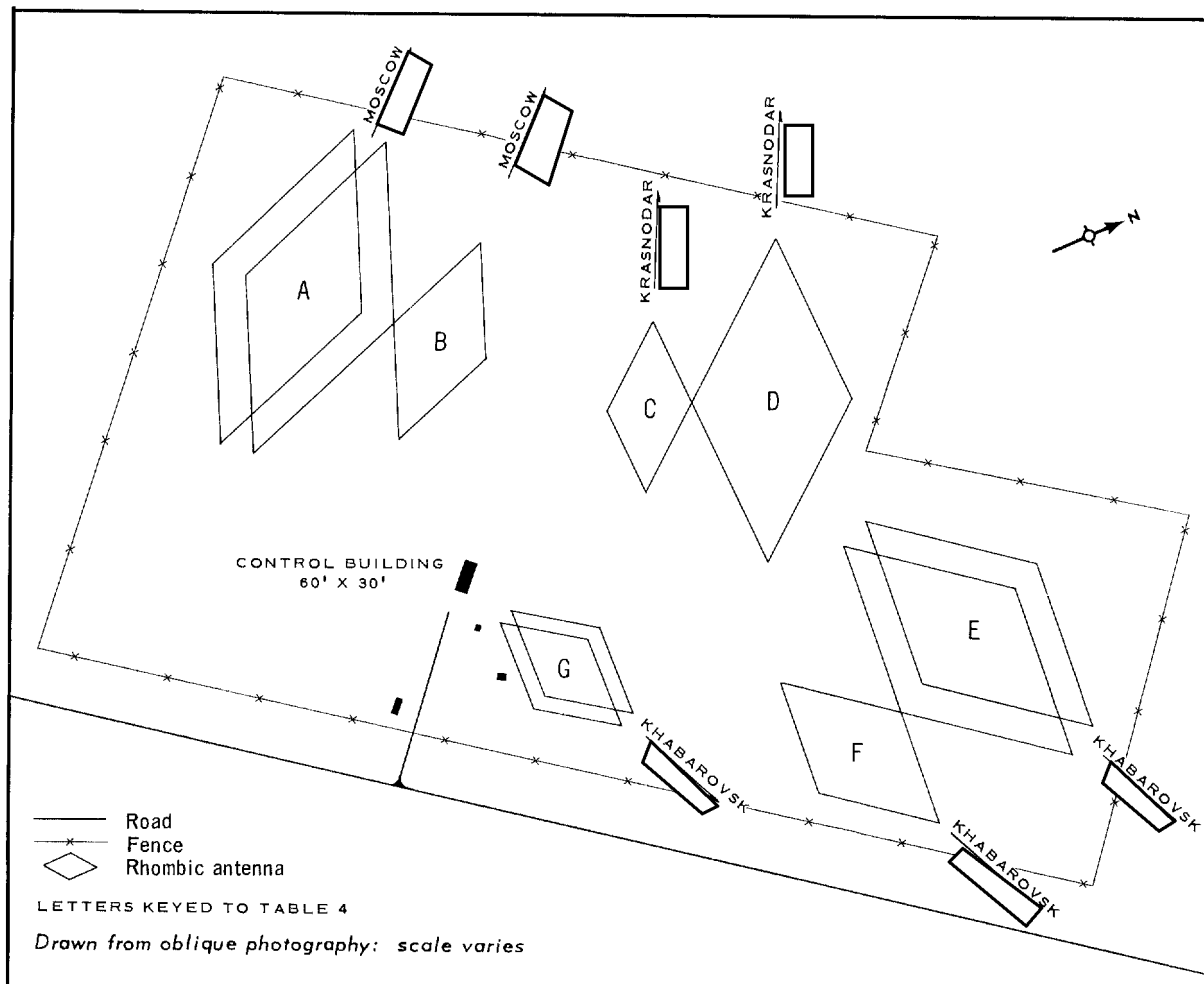 MOSCOW
MOSCOW
KRASNODAR
KRASNODAR
N
A
B
C
D
CONTROL BUILDING
60' X 30'
E
G
F
KHABAROVSK
KHABAROVSK
KHABAROVSK
Road
Fence
Rhombic antenna
LETTERS KEYED TO TABLE 4
Drawn from oblique photography: scale varies